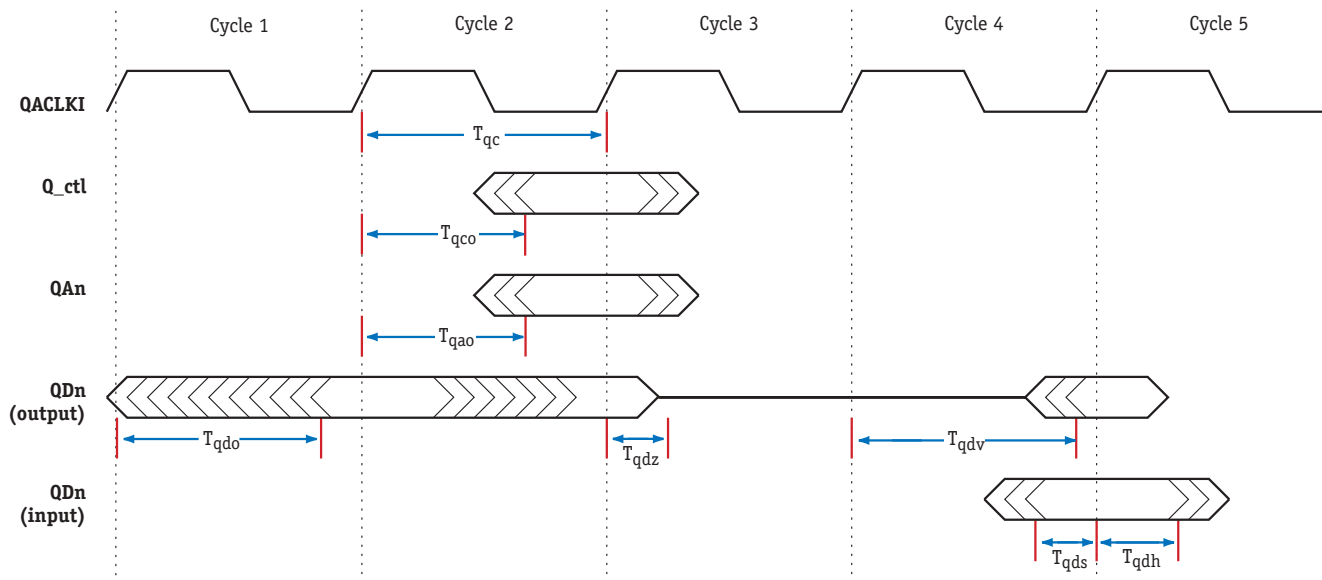 Cycle 1
Cycle 2
Cycle 3
Cycle 4
Cycle 5
QACLKI
Tqc
Q_ctl
Tqco
QAn
Tqao
QDn
(output)
Tqdo
Tqdz
Tqdv
QDn
(input)
Tqds
Tqdh